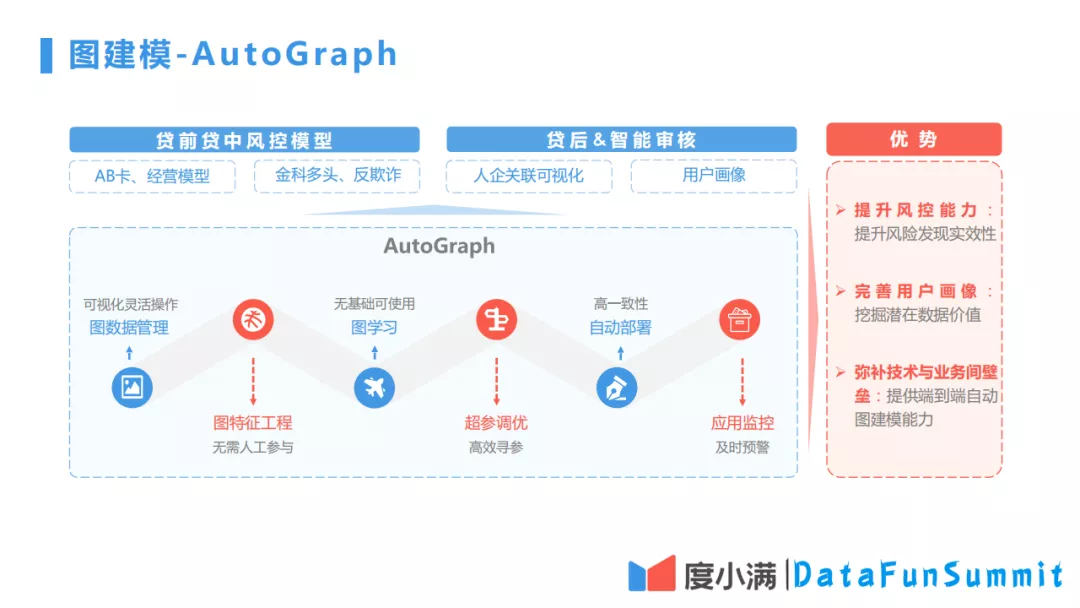 图建模-AutoGraph
贷前贷中风控模型
AB卡、经营模型
金科多头、反欺诈
贷后&智能审核
人企关联可视化
用户画像
AutoGraph
可视化灵活操作
图数据管理
图特征工程
无需人工参与
无基础可使用
图学习
超参调优
高效寻参
高一致性
自动部署
应用监控
及时预警
优势
提升风控能力：
提升风险发现实效性
完善用户画像：
挖掘潜在数据价值
弥补技术与业务间壁
垒：提供端到端自动
图建模能力
度小满
DataFunSummit